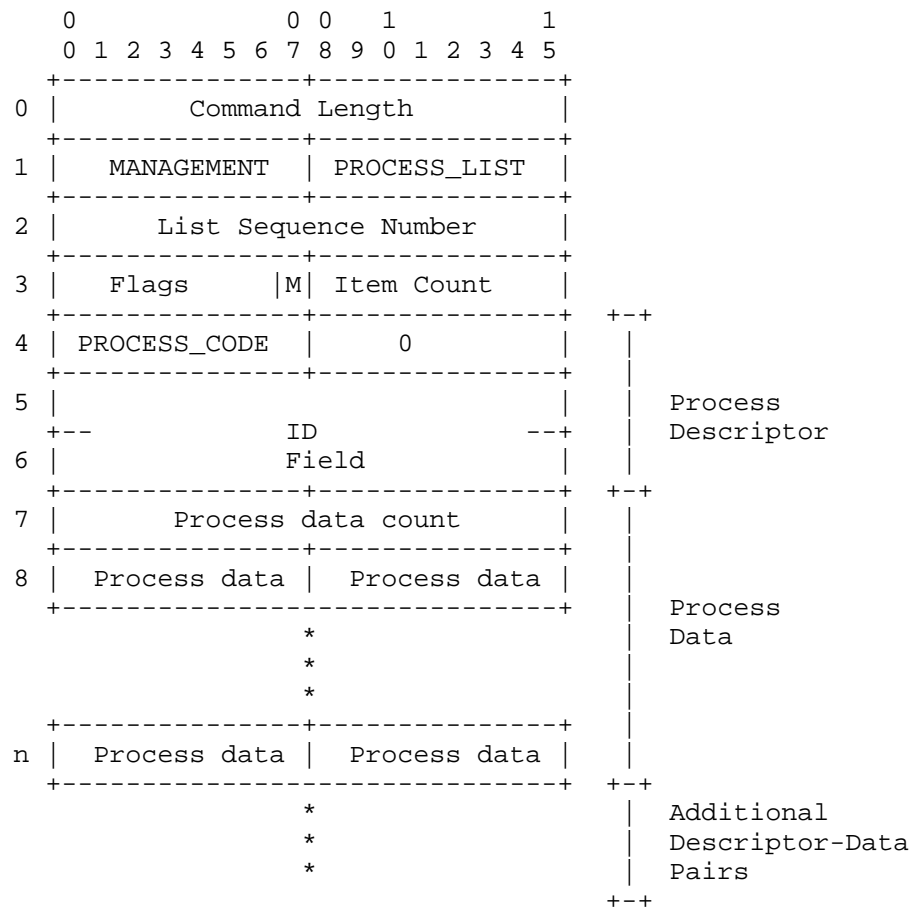 0             0 0   1         1
0 1 2 3 4 5 6 7 8 9 0 1 2 3 4 5
+---------------+---------------+
0 |        Command Length         |
+---------------+---------------+
1 |   MANAGEMENT  | PROCESS_LIST  |
+---------------+---------------+
2 |      List Sequence Number     |
+---------------+---------------+
3 |   Flags     |M| Item Count    |
+---------------+---------------+  +-+
4 | PROCESS_CODE  |     0         |   |
+---------------+---------------+   |
5 |                               |   |  Process
+--            ID             --+   |  Descriptor
6 |              Field            |   |
+---------------+---------------+  +-+
7 |       Process data count      |   |
+---------------+---------------+   |
8 |  Process data |  Process data |   |
+-------------------------------+   |  Process
*                   |  Data
*                   |
*                   |
+---------------+---------------+   |
n |  Process data |  Process data |   |
+-------------------------------+  +-+
*                   |  Additional
*                   |  Descriptor-Data
*                   |  Pairs
+-+